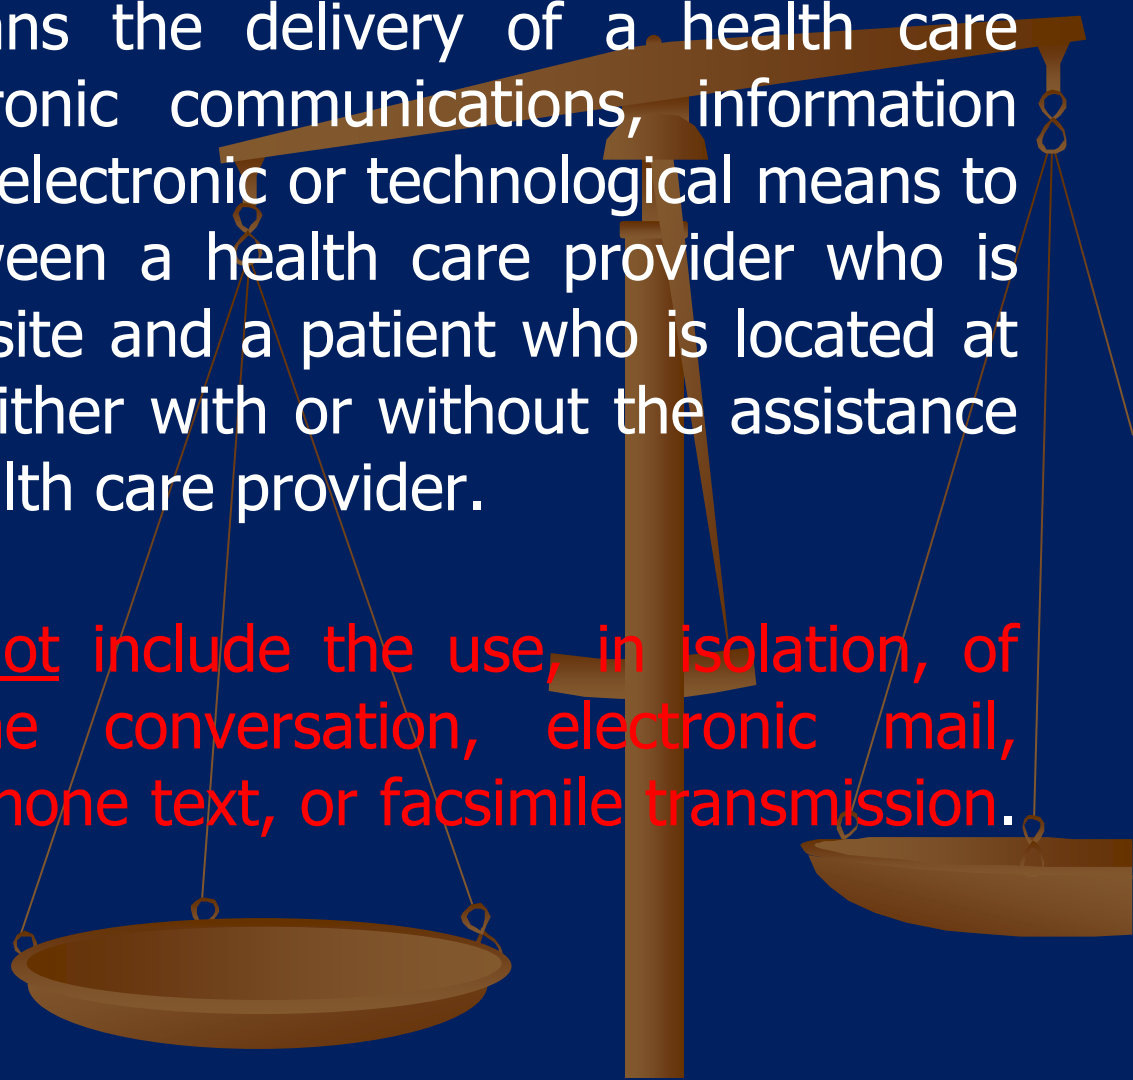 ns the delivery of a health care
ronic communications, information
electronic or technological means to
een a health care provider who is
site and a patient who is located at
ither with or without the assistance
lth care provider.
ot include the use, in isolation, of
e conversation, electronic mail,
hone text, or facsimile transmission.